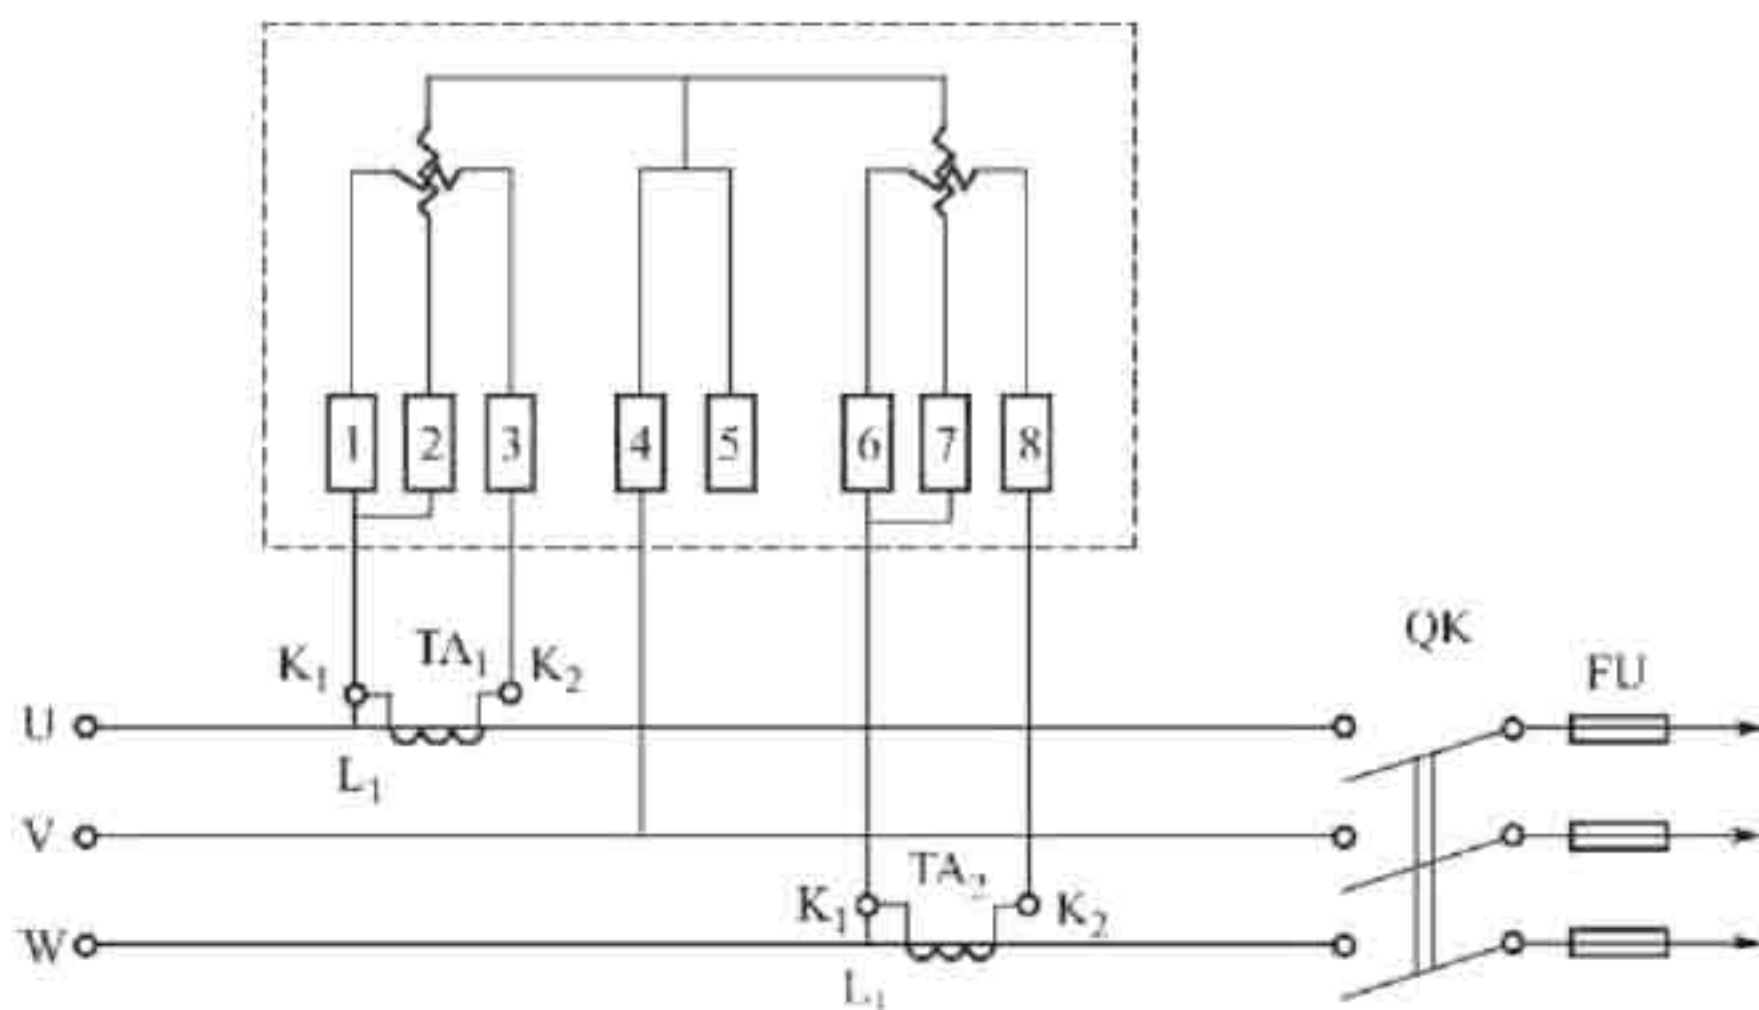 1 2 3 4 5 6 7 8
QK
TA₁
K₁ K₂
FU
U
L₁
V
TA₂
K₁ K₂
W
L₁